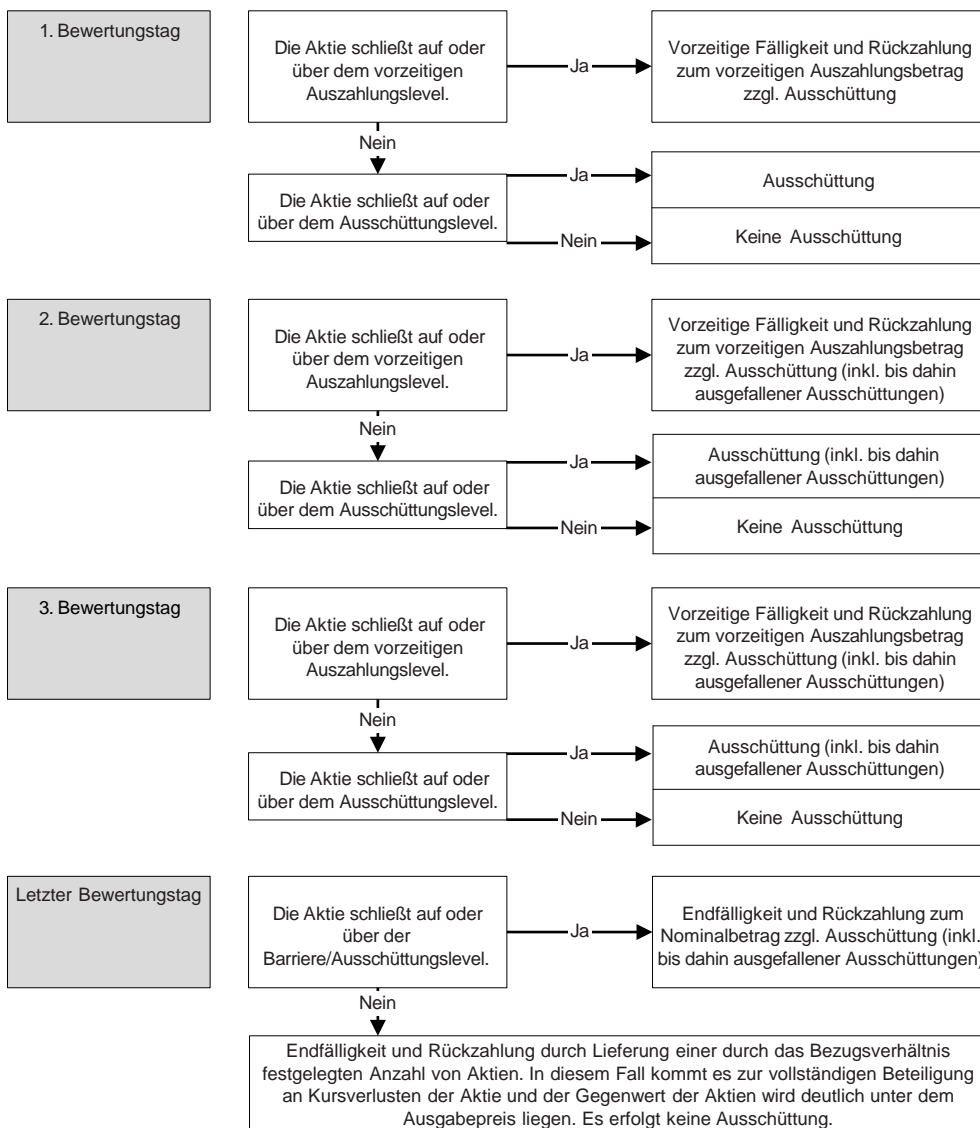 1. Bewertungstag
Die Aktie schließt auf oder
über dem vorzeitigen
Auszahlungslevel.
Ja
Vorzeitige Fälligkeit und Rückzahlung
zum vorzeitigen Auszahlungsbetrag
zzgl. Ausschüttung
Nein
Die Aktie schließt auf oder
über dem Ausschüttungslevel.
Ja
Ausschüttung
Nein
Keine Ausschüttung
2. Bewertungstag
Die Aktie schließt auf oder
über dem vorzeitigen
Auszahlungslevel.
Ja
Vorzeitige Fälligkeit und Rückzahlung
zum vorzeitigen Auszahlungsbetrag
zzgl. Ausschüttung (inkl. bis dahin
ausgefallener Ausschüttungen)
Nein
Die Aktie schließt auf oder
über dem Ausschüttungslevel.
Ja
Ausschüttung (inkl. bis dahin
ausgefallener Ausschüttungen)
Nein
Keine Ausschüttung
3. Bewertungstag
Die Aktie schließt auf oder
über dem vorzeitigen
Auszahlungslevel.
Ja
Vorzeitige Fälligkeit und Rückzahlung
zum vorzeitigen Auszahlungsbetrag
zzgl. Ausschüttung (inkl. bis dahin
ausgefallener Ausschüttungen)
Nein
Die Aktie schließt auf oder
über dem Ausschüttungslevel.
Ja
Ausschüttung (inkl. bis dahin
ausgefallener Ausschüttungen)
Nein
Keine Ausschüttung
Letzter Bewertungstag
Die Aktie schließt auf oder
über der
Barriere/Ausschüttungslevel.
Ja
Endfälligkeit und Rückzahlung zum
Nominalbetrag zzgl. Ausschüttung (inkl.
bis dahin ausgefallener Ausschüttungen)
Nein
Endfälligkeit und Rückzahlung durch Lieferung einer durch das Bezugsverhältnis
festgelegten Anzahl von Aktien. In diesem Fall kommt es zur vollständigen Beteiligung
an Kursverlusten der Aktie und der Gegenwert der Aktien wird deutlich unter dem
Ausgabepreis liegen. Es erfolgt keine Ausschüttung.